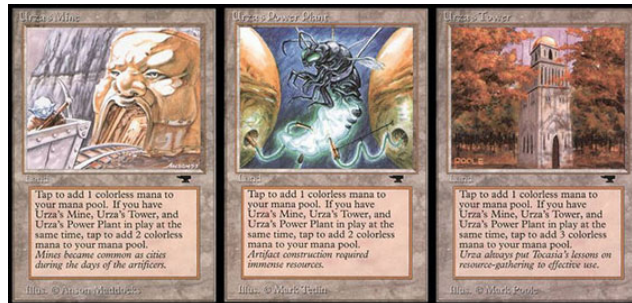 Urza's Mine
Land
Tap to add 1 colorless mana to
your mana pool. If you have
Urza's Mine, Urza's Tower, and
Urza's Power Plant in play at the
same time, tap to add 2 colorless
mana to your mana pool.
Mines became common as cities
during the days of the artificers.
Illus. © Anson Maddocks
Urza's Power Plant
Land
Tap to add 1 colorless mana to
your mana pool. If you have
Urza's Mine, Urza's Tower, and
Urza's Power Plant in play at the
same time, tap to add 2 colorless
mana to your mana pool.
Artifact construction required
immense resources.
Illus. © Mark Tedin
Urza's Tower
POOLE
Land
Tap to add 1 colorless mana to
your mana pool. If you have
Urza's Mine, Urza's Tower, and
Urza's Power Plant in play at the
same time, tap to add 3 colorless
mana to your mana pool.
Urza always put Tocasia's lessons on
resource-gathering to effective use.
Illus. © Mark Poole